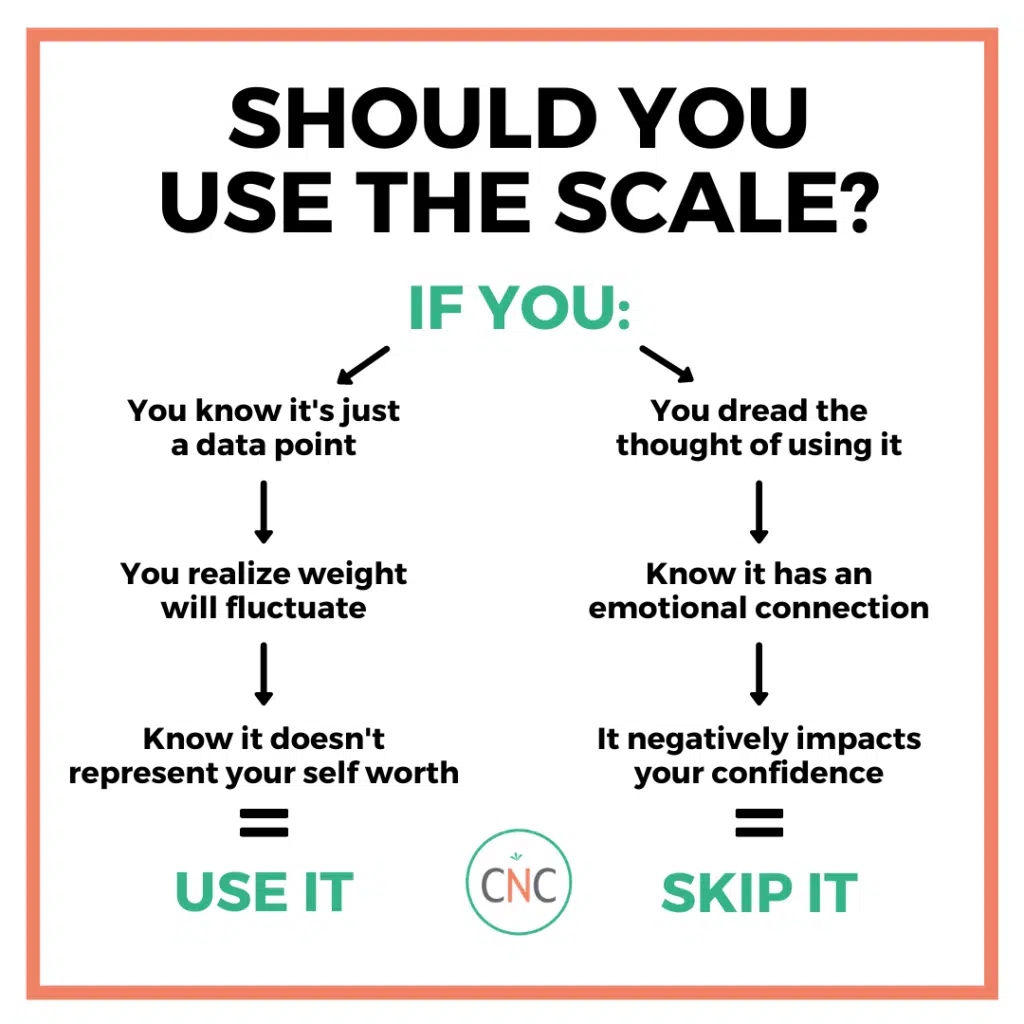 SHOULD YOU
USE THE SCALE?
IF YOU:
You know it's just
a data point
You realize weight
will fluctuate
Know it doesn't
represent your self worth
=
USE IT
You dread the
thought of using it
Know it has an
emotional connection
It negatively impacts
your confidence
=
SKIP IT
CNC